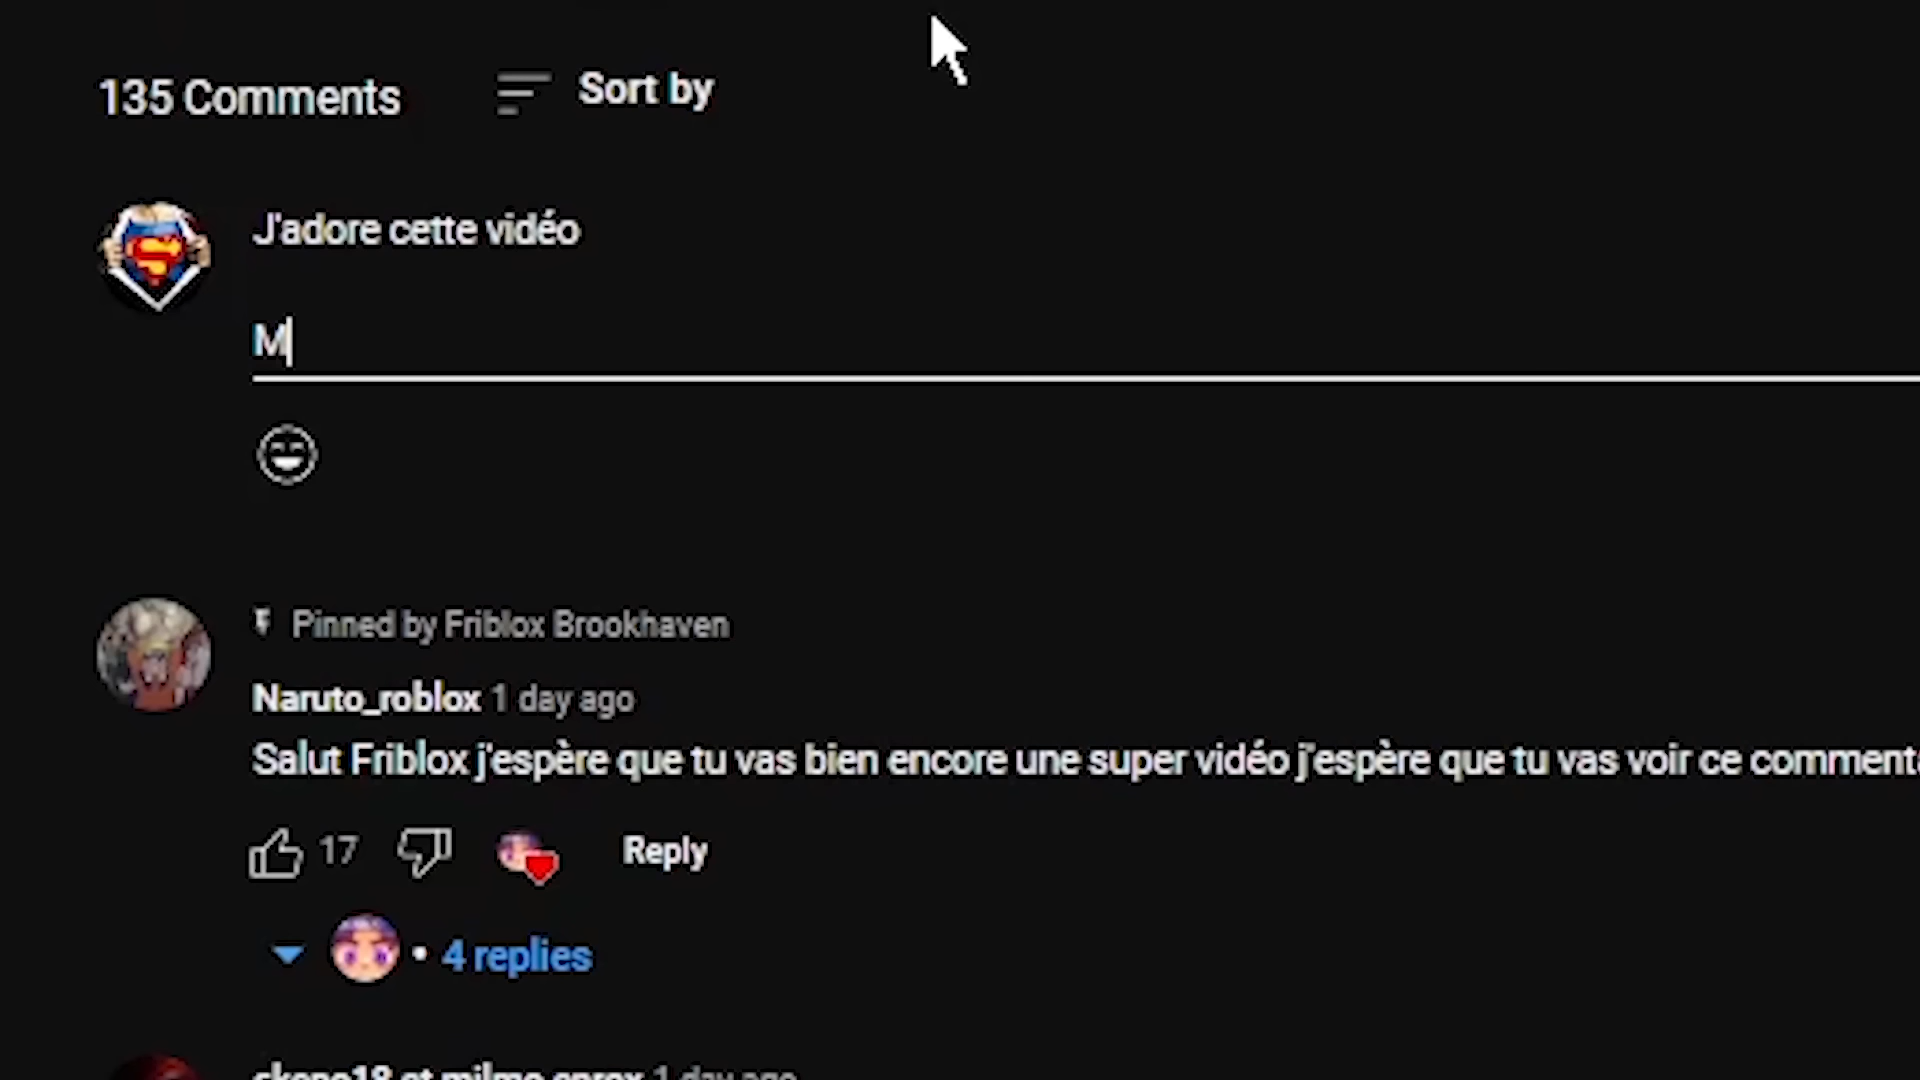 135 Comments
Sort by
J'adore cette vidéo
M
Pinned by Friblox Brookhaven
Naruto_roblox 1 day ago
Salut Friblox j'espère que tu vas bien encore une super vidéo j'espère que tu vas voir ce comment
17
Reply
• 4 replies
1 day ago